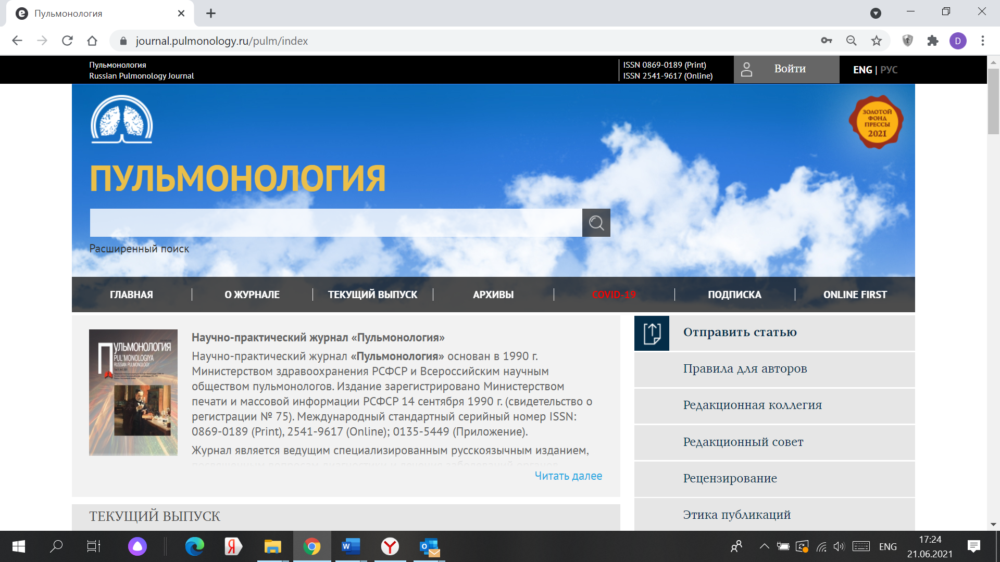 Пульмонология
journal.pulmonology.ru/pulm/index
D
Пульмонология
Russian Pulmonology Journal
ISSN 0869-0189 (Print)
ISSN 2541-9617 (Online)
Войти
ENG | РУС
ЗОЛОТОЙ
ФОНД
ПРЕССЫ
2021
ПУЛЬМОНОЛОГИЯ
Расширенный поиск
ГЛАВНАЯ
О ЖУРНАЛЕ
ТЕКУЩИЙ ВЫПУСК
АРХИВЫ
COVID-19
ПОДПИСКА
ONLINE FIRST
ПУЛЬМОНОЛОГИЯ
PUL'MONOLOGIYA
RUSSIAN PULMONOLOGY
Научно-практический журнал «Пульмонология»
Научно-практический журнал «Пульмонология» основан в 1990 г.
Министерством здравоохранения РСФСР и Всероссийским научным
обществом пульмонологов. Издание зарегистрировано Министерством
печати и массовой информации РСФСР 14 сентября 1990 г. (свидетельство о
регистрации № 75). Международный стандартный серийный номер ISSN:
0869-0189 (Print), 2541-9617 (Online); 0135-5449 (Приложение).
Журнал является ведущим специализированным русскоязычным изданием,
посвященным вопросам диагностики и лечения заболеваний органов
Читать далее
ТЕКУЩИЙ ВЫПУСК
Отправить статью
Правила для авторов
Редакционная коллегия
Редакционный совет
Рецензирование
Этика публикаций
ENG
17:24
21.06.2021